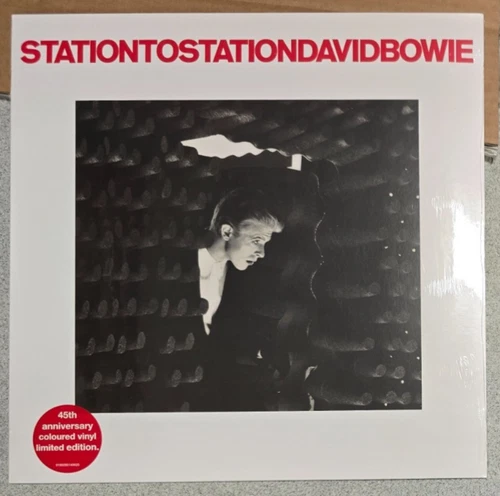 STATIONTOSTATIONDAVIDBOWIE
45th
anniversary
coloured vinyl
limited edition.